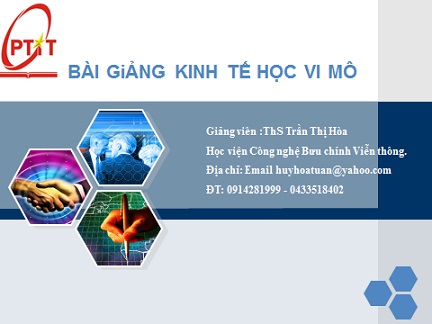 PTiT
BÀI GiẢNG KINH TẾ HỌC VI MÔ
Giảng viên :ThS Trần Thị Hòa
Học viện Công nghệ Bưu chính Viễn thông.
Địa chỉ: Email huyhoatuan@yahoo.com
ĐT: 0914281999 - 0433518402